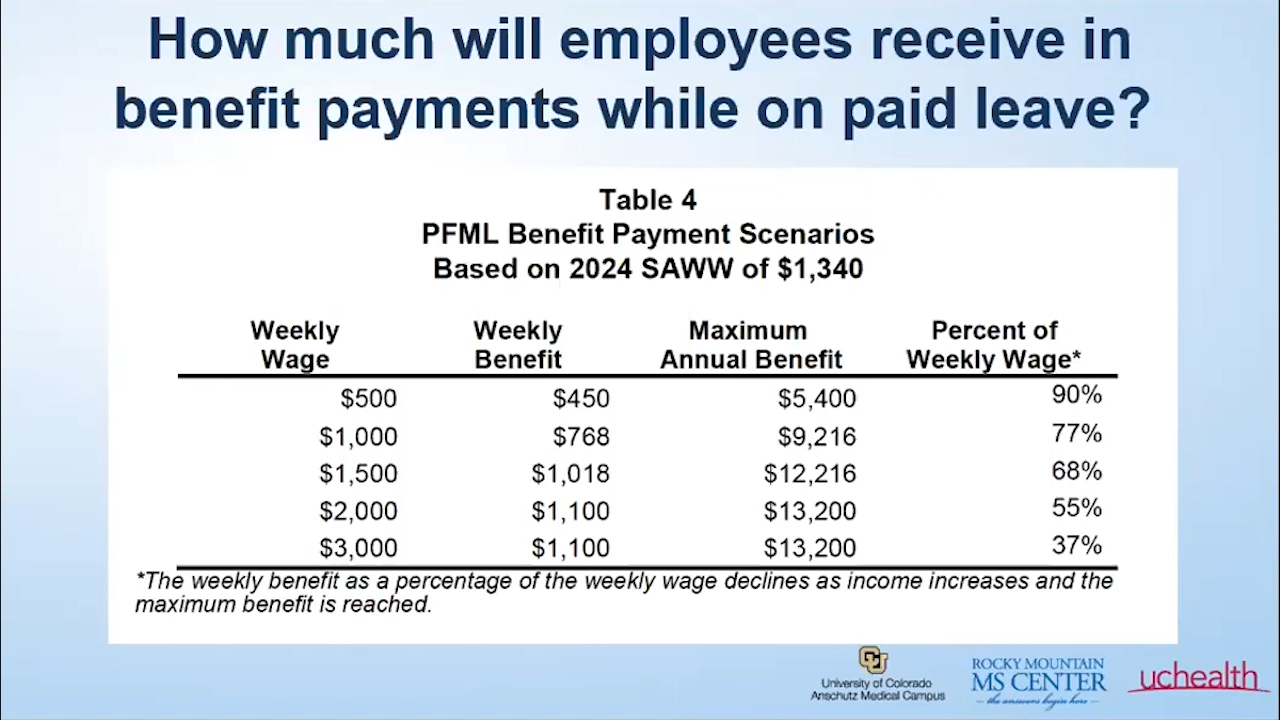 How much will employees receive in
benefit payments while on paid leave?
Table 4
PFML Benefit Payment Scenarios
Based on 2024 SAWW of $1,340
Weekly Wage Weekly Benefit Maximum Annual Benefit Percent of Weekly Wage*
$500 $450 $5,400 90%
$1,000 $768 $9,216 77%
$1,500 $1,018 $12,216 68%
$2,000 $1,100 $13,200 55%
$3,000 $1,100 $13,200 37%
*The weekly benefit as a percentage of the weekly wage declines as income increases and the
maximum benefit is reached.
CU
University of Colorado
Anschutz Medical Campus
ROCKY MOUNTAIN
MS CENTER
the answers begin here
uchealth